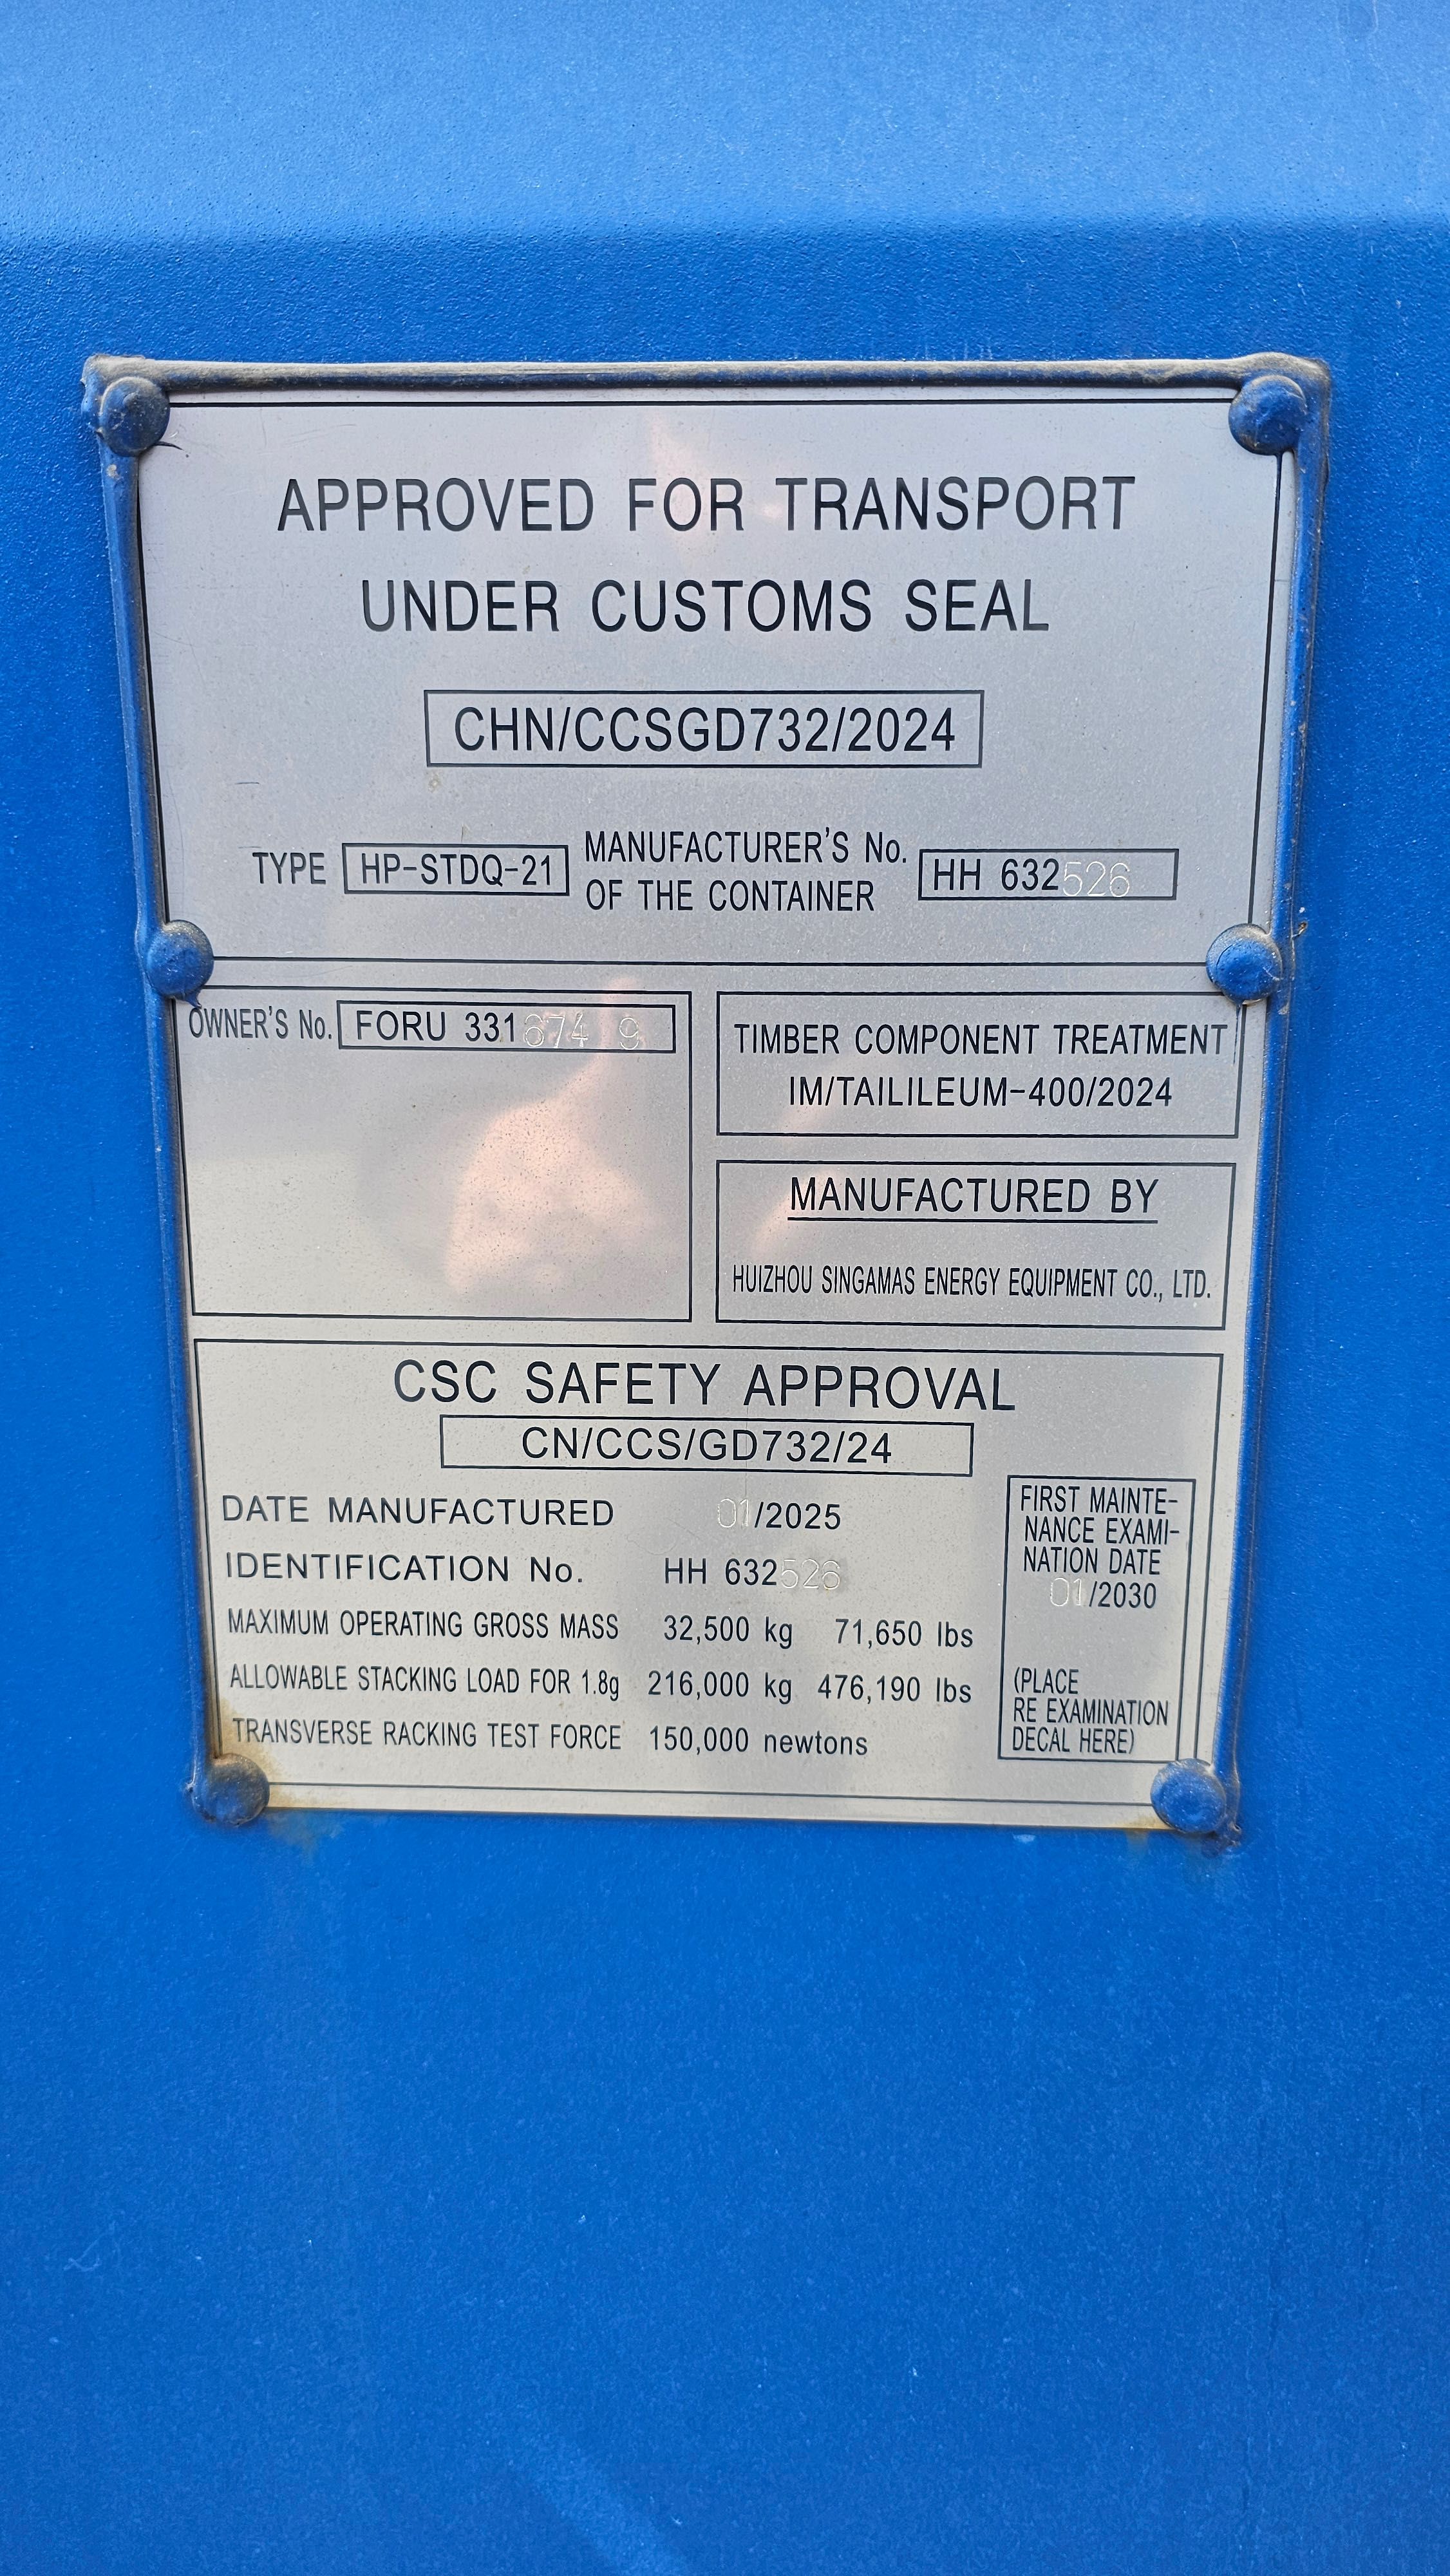 APPROVED FOR TRANSPORT
UNDER CUSTOMS SEAL
CHN/CCSGD732/2024
TYPE HP-STDQ-21 MANUFACTURER'S No. OF THE CONTAINER HH 632526
OWNER'S No. FORU 331674 9
TIMBER COMPONENT TREATMENT
IM/TAILILEUM-400/2024
MANUFACTURED BY
HUIZHOU SINGAMAS ENERGY EQUIPMENT CO., LTD.
CSC SAFETY APPROVAL
CN/CCS/GD732/24
DATE MANUFACTURED 01/2025
IDENTIFICATION No. HH 632526
MAXIMUM OPERATING GROSS MASS 32,500 kg 71,650 lbs
ALLOWABLE STACKING LOAD FOR 1.8g 216,000 kg 476,190 lbs
TRANSVERSE RACKING TEST FORCE 150,000 newtons
FIRST MAINTE-
NANCE EXAMI-
NATION DATE
01/2030
(PLACE
RE EXAMINATION
DECAL HERE)